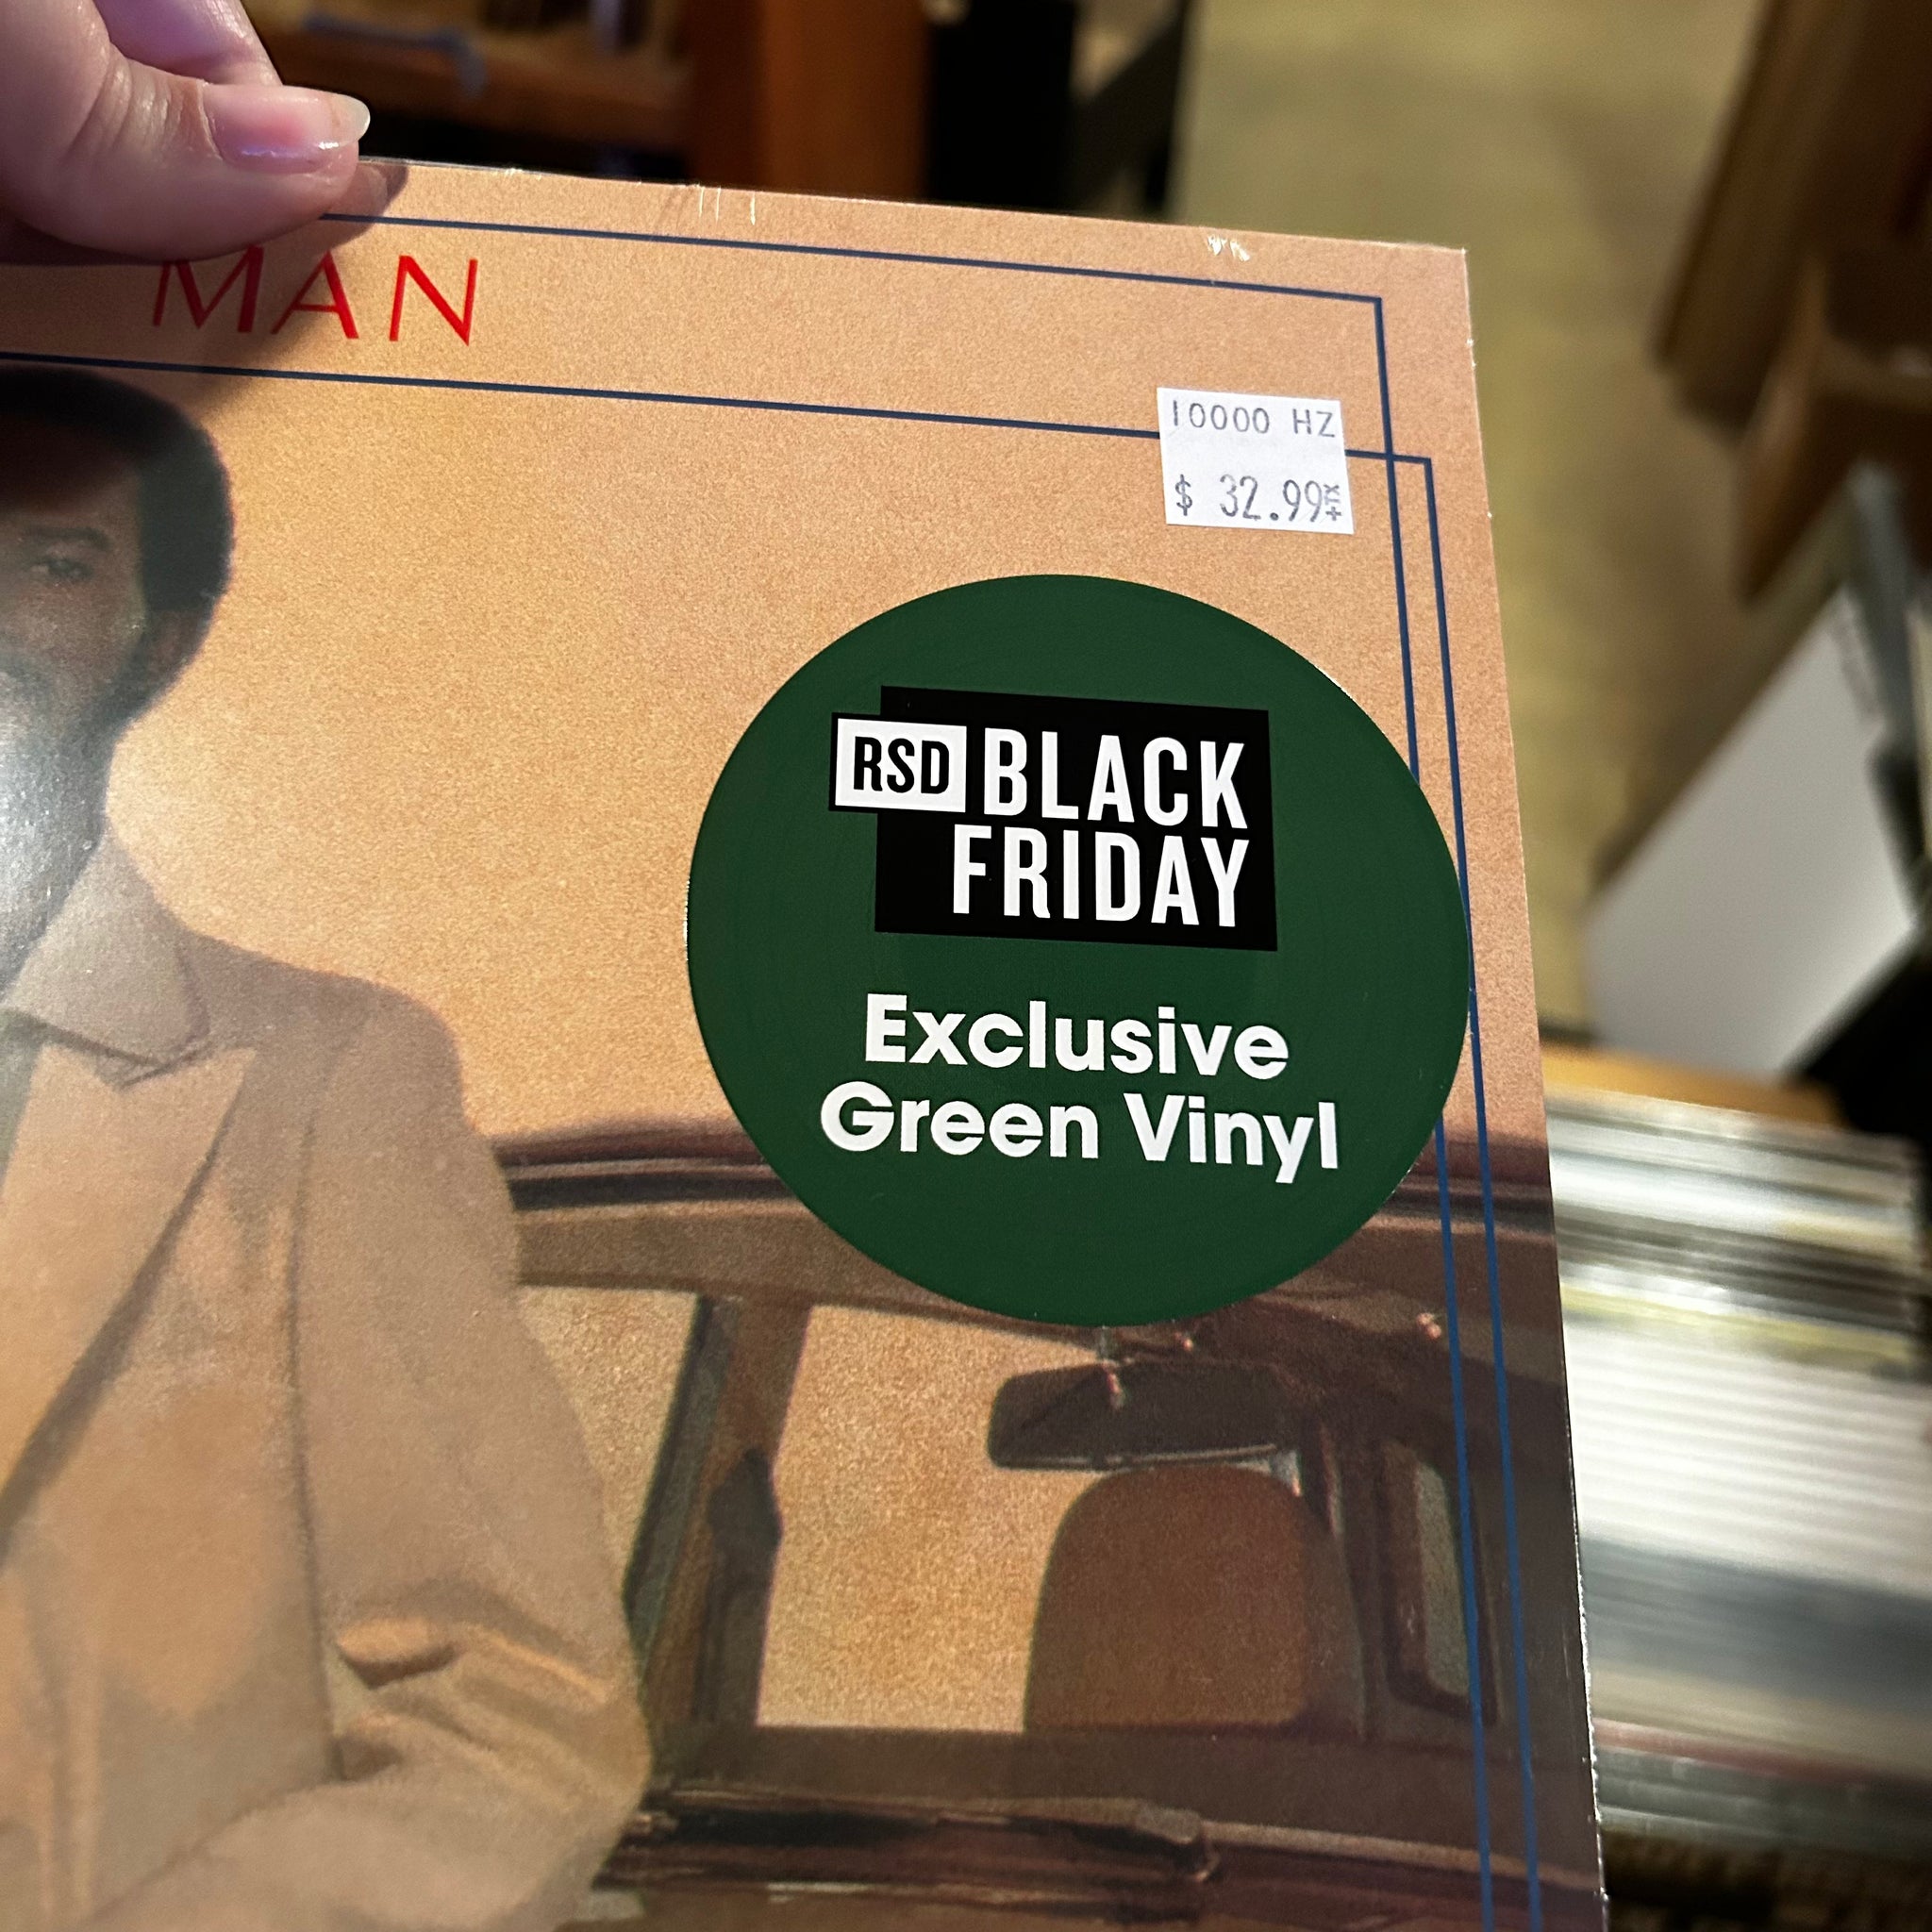 MAN
10000 HZ
$ 32.99
RSD BLACK
FRIDAY
Exclusive
Green Vinyl